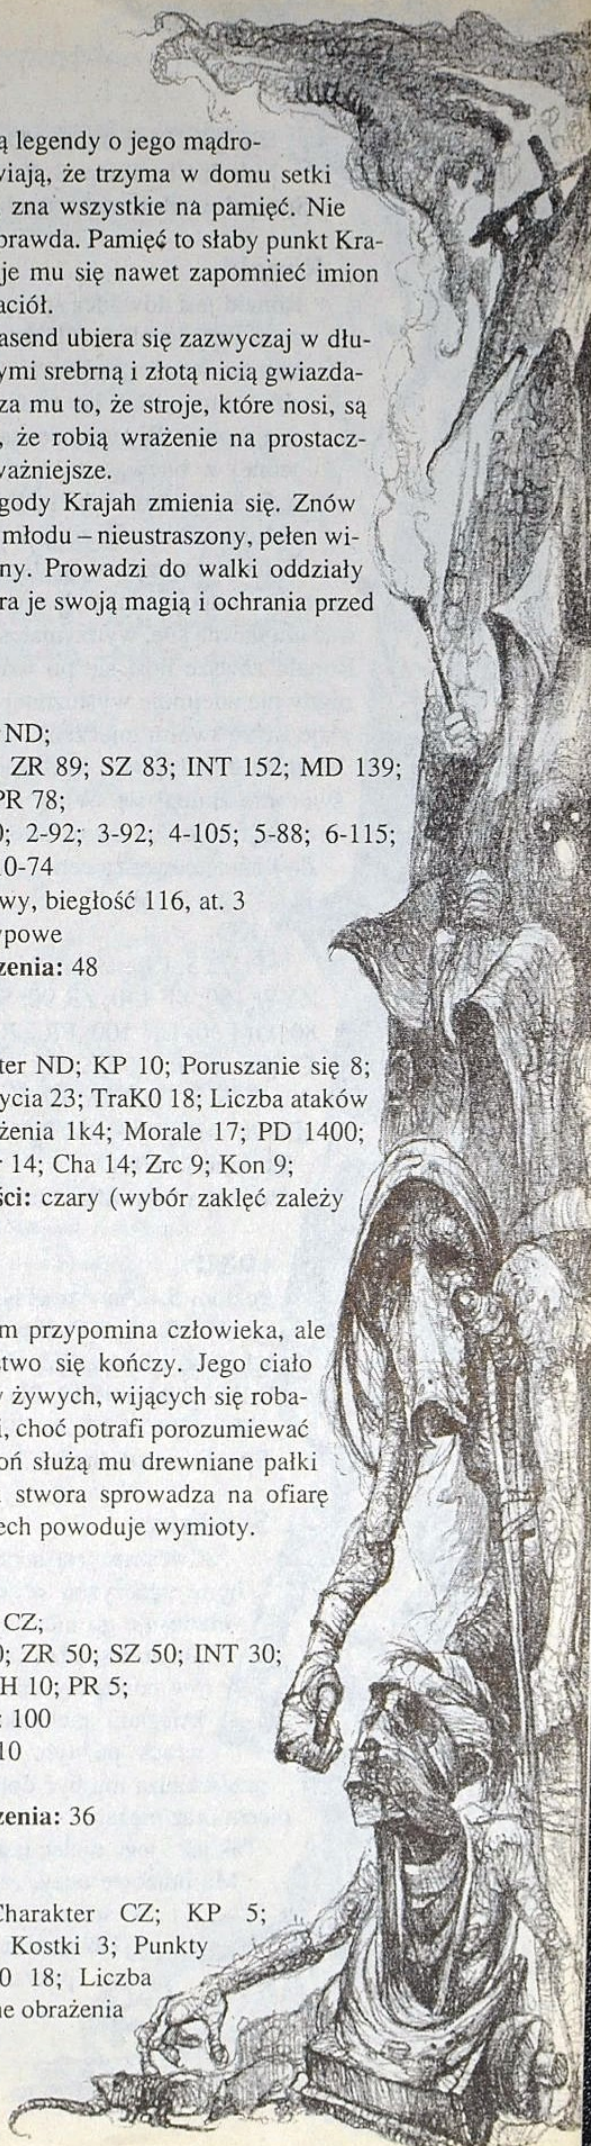 ą legendy o jego mądro-
viają, że trzyma w domu setki
zna wszystkie na pamięć. Nie
prawda. Pamięć to słaby punkt Kra-
je mu się nawet zapomnieć imion
aciół.
asend ubiera się zazwyczaj w dłu-
ymi srebrną i złotą nicią gwiazda-
za mu to, że stroje, które nosi, są
, że robią wrażenie na prostacz-
ważniejsze.
gody Krajah zmienia się. Znów
młodu – nieustraszony, pełen wi-
ny. Prowadzi do walki oddziały
ra je swoją magią i ochrania przed
ND;
ZR 89; SZ 83; INT 152; MD 139;
PR 78;
0; 2-92; 3-92; 4-105; 5-88; 6-115;
10-74
wy, biegłość 116, at. 3
ypowe
zenia: 48
ter ND; KP 10; Poruszanie się 8;
ycia 23; TraK0 18; Liczba ataków
żenia 1k4; Morale 17; PD 1400;
r 14; Cha 14; Zrc 9; Kon 9;
ści: czary (wybór zaklęć zależy
m przypomina człowieka, ale
stwo się kończy. Jego ciało
y żywych, wijących się roba-
i, choć potrafi porozumiewać
oń służą mu drewniane pałki
stwora sprowadza na ofiarę
ech powoduje wymioty.
CZ;
0; ZR 50; SZ 50; INT 30;
H 10; PR 5;
; 100
10
zenia: 36
Charakter CZ; KP 5;
Kostki 3; Punkty
0 18; Liczba
ne obrażenia